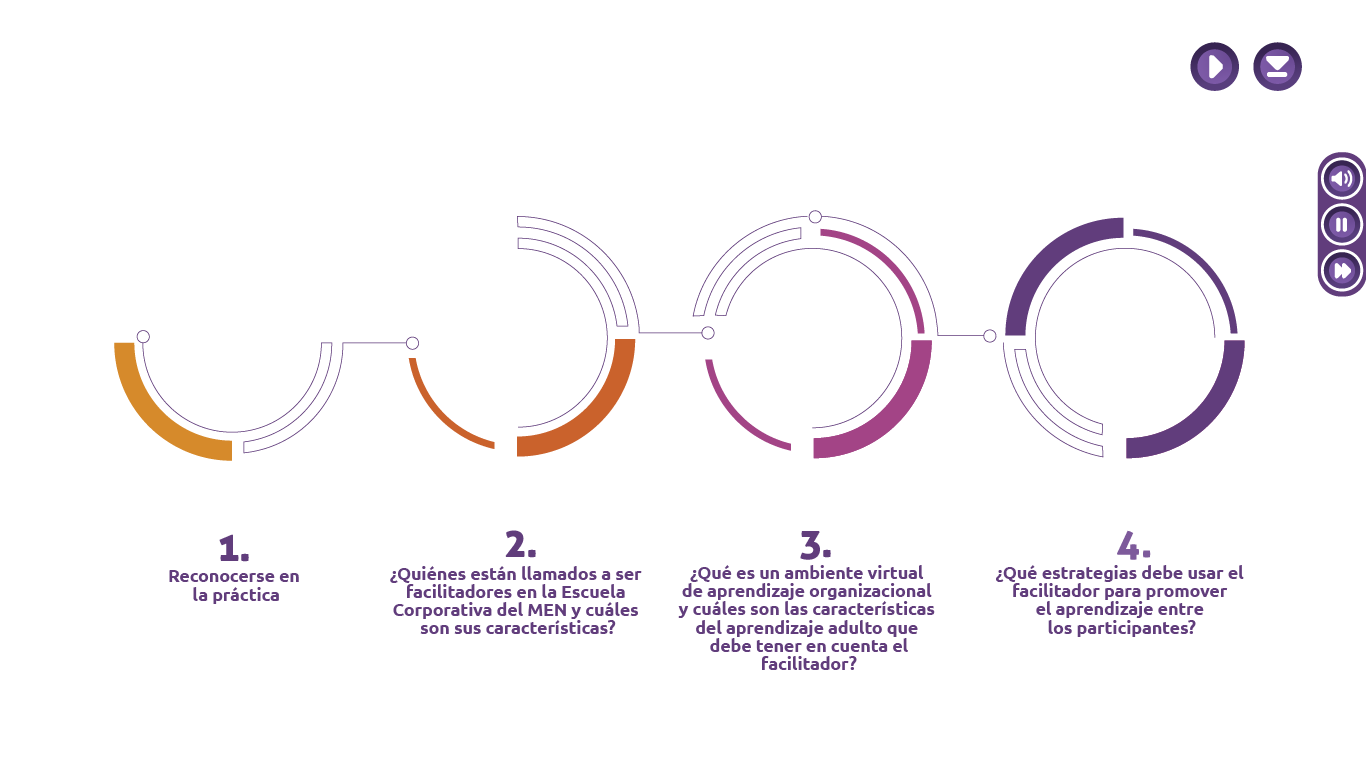 1.
Reconocerse en
la práctica
2.
¿Quiénes están llamados a ser
facilitadores en la Escuela
Corporativa del MEN y cuáles
son sus características?
3.
¿Qué es un ambiente virtual
de aprendizaje organizacional
y cuáles son las características
del aprendizaje adulto que
debe tener en cuenta el
facilitador?
4.
¿Qué estrategias debe usar el
facilitador para promover
el aprendizaje entre
los participantes?